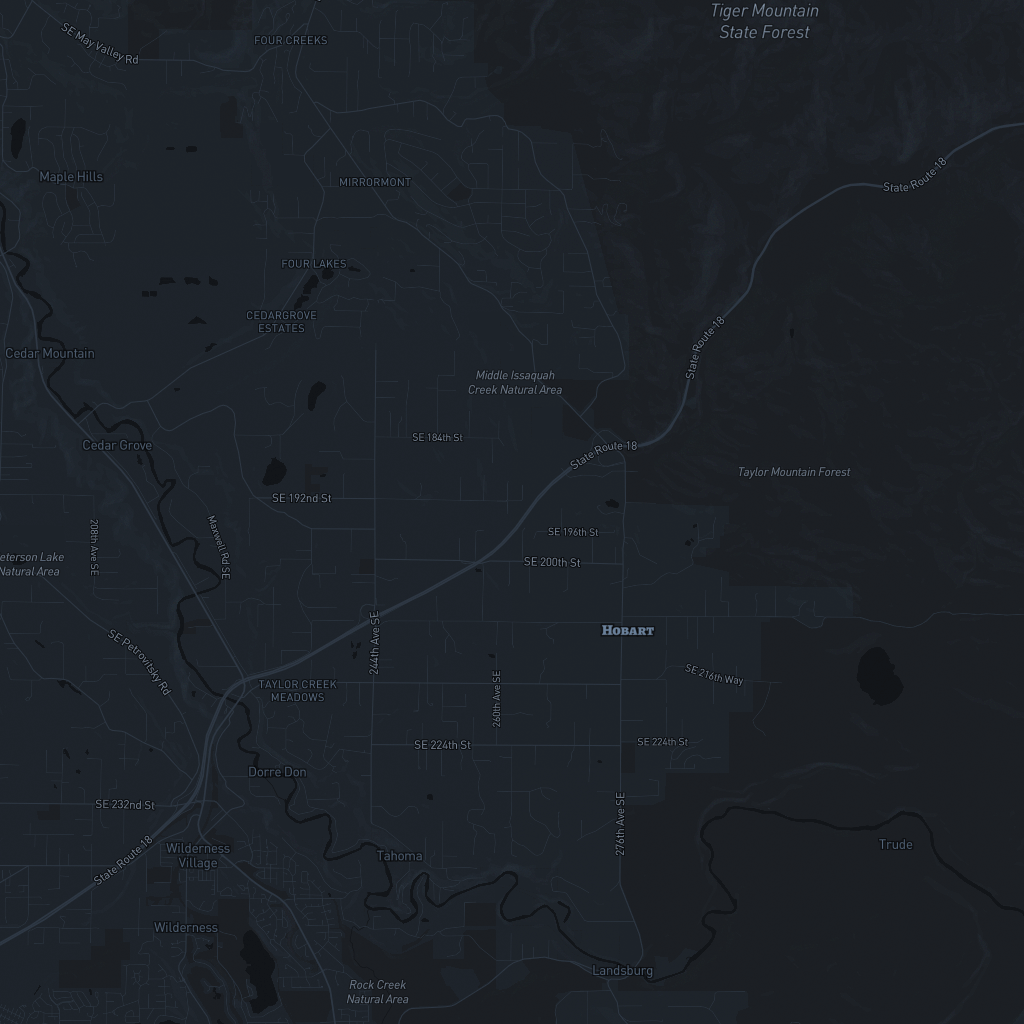 Tiger Mountain
State Forest
SE May Valley Rd
FOUR CREEKS
State Route 18
Maple Hills
MIRRORMONT
FOUR LAKES
CEDARGROVE
ESTATES
State Route 18
Cedar Mountain
Middle Issaquah
Creek Natural Area
Cedar Grove
SE 184th St
State Route 18
Taylor Mountain Forest
SE 192nd St
208th Ave SE
Maxwell Rd SE
SE 196th St
eterson Lake
Natural Area
SE 200th St
244th Ave SE
HOBART
SE Petrovitsky Rd
TAYLOR CREEK
MEADOWS
260th Ave SE
SE 216th Way
SE 224th St
SE 224th St
Dorre Don
SE 232nd St
276th Ave SE
State Route 18
Wilderness
Village
Tahoma
Trude
Wilderness
Landsburg
Rock Creek
Natural Area